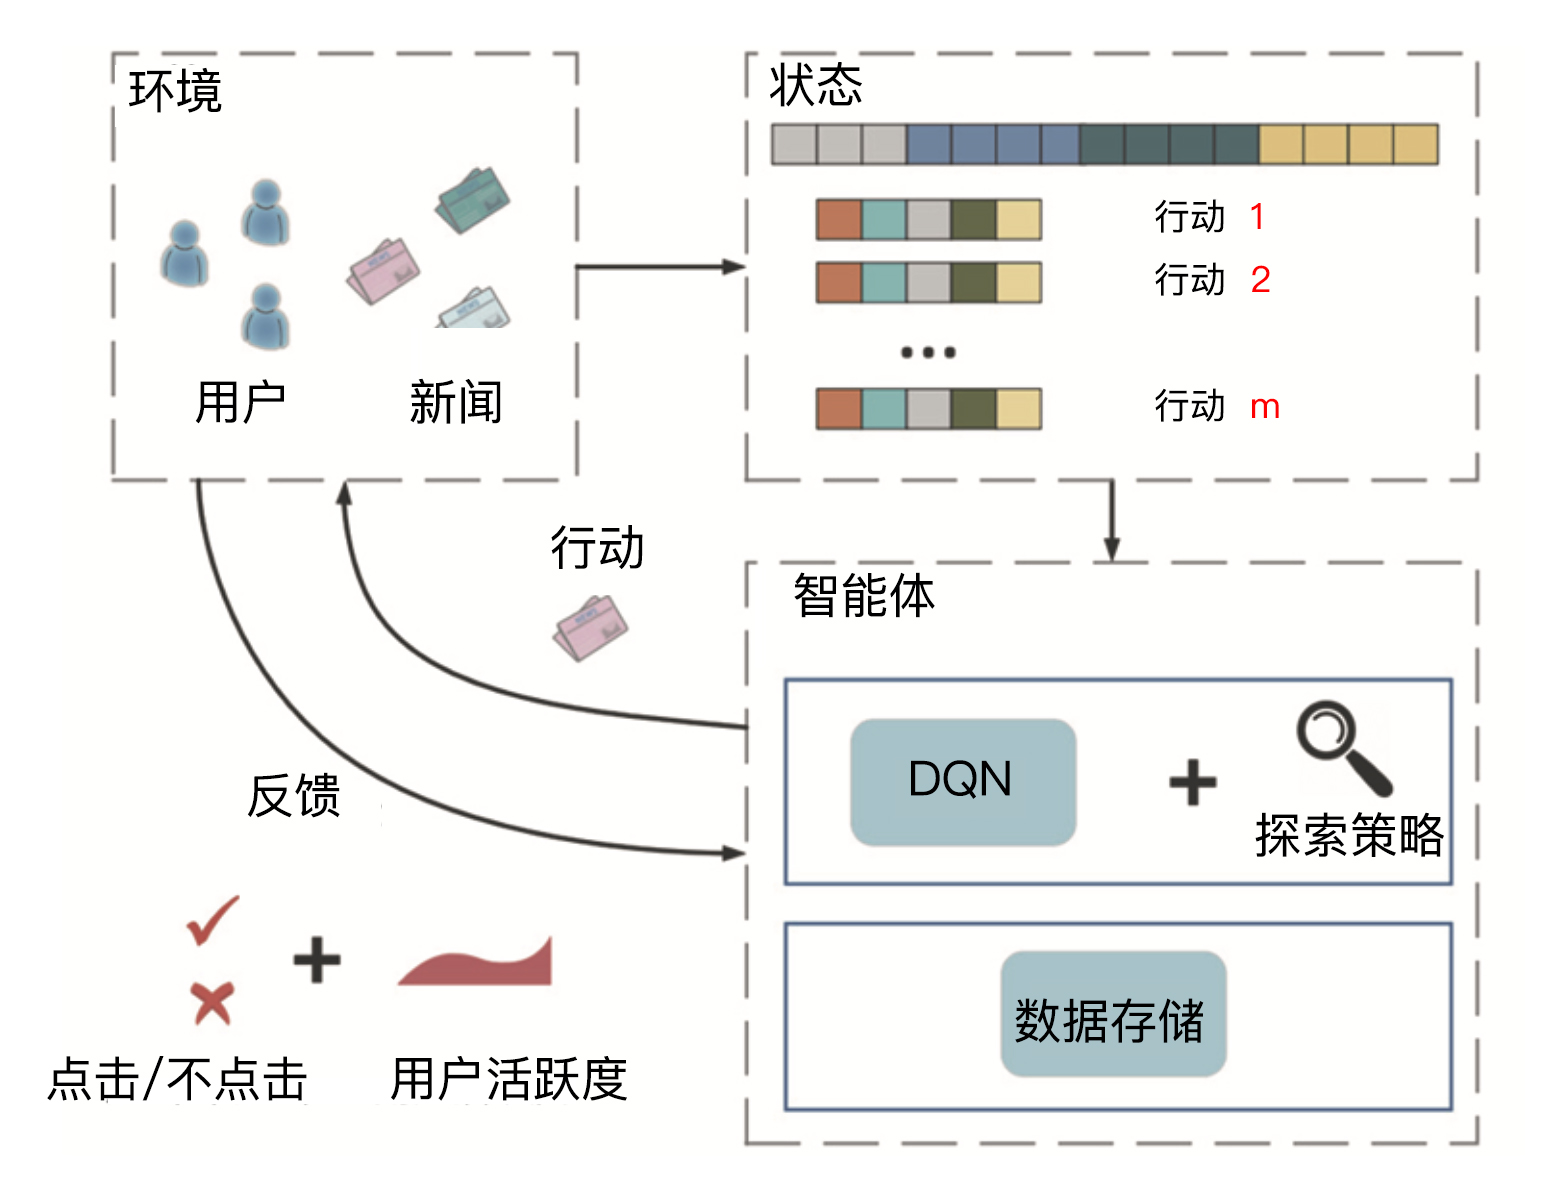 环境
用户
新闻
状态
行动 1
行动 2
行动 m
行动
反馈
点击/不点击
用户活跃度
智能体
DQN
探索策略
数据存储